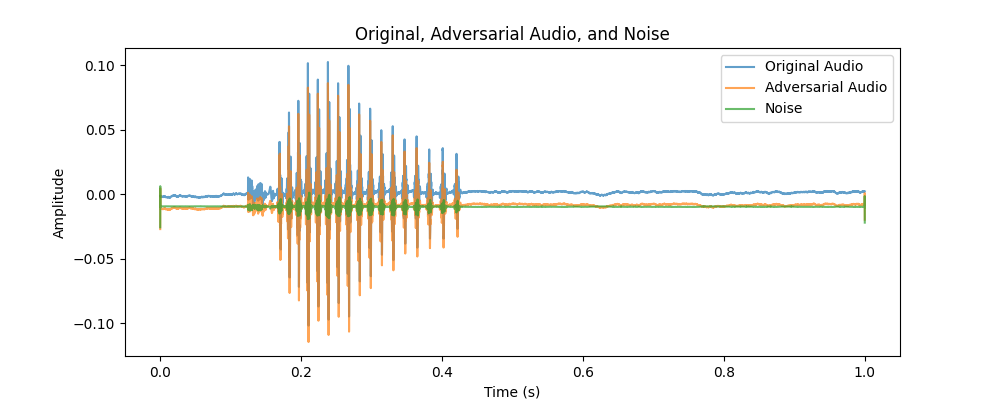 Original, Adversarial Audio, and Noise
Original Audio
Adversarial Audio
Noise
0.10
0.05
0.00
−0.05
−0.10
Amplitude
0.0 0.2 0.4 0.6 0.8 1.0
Time (s)